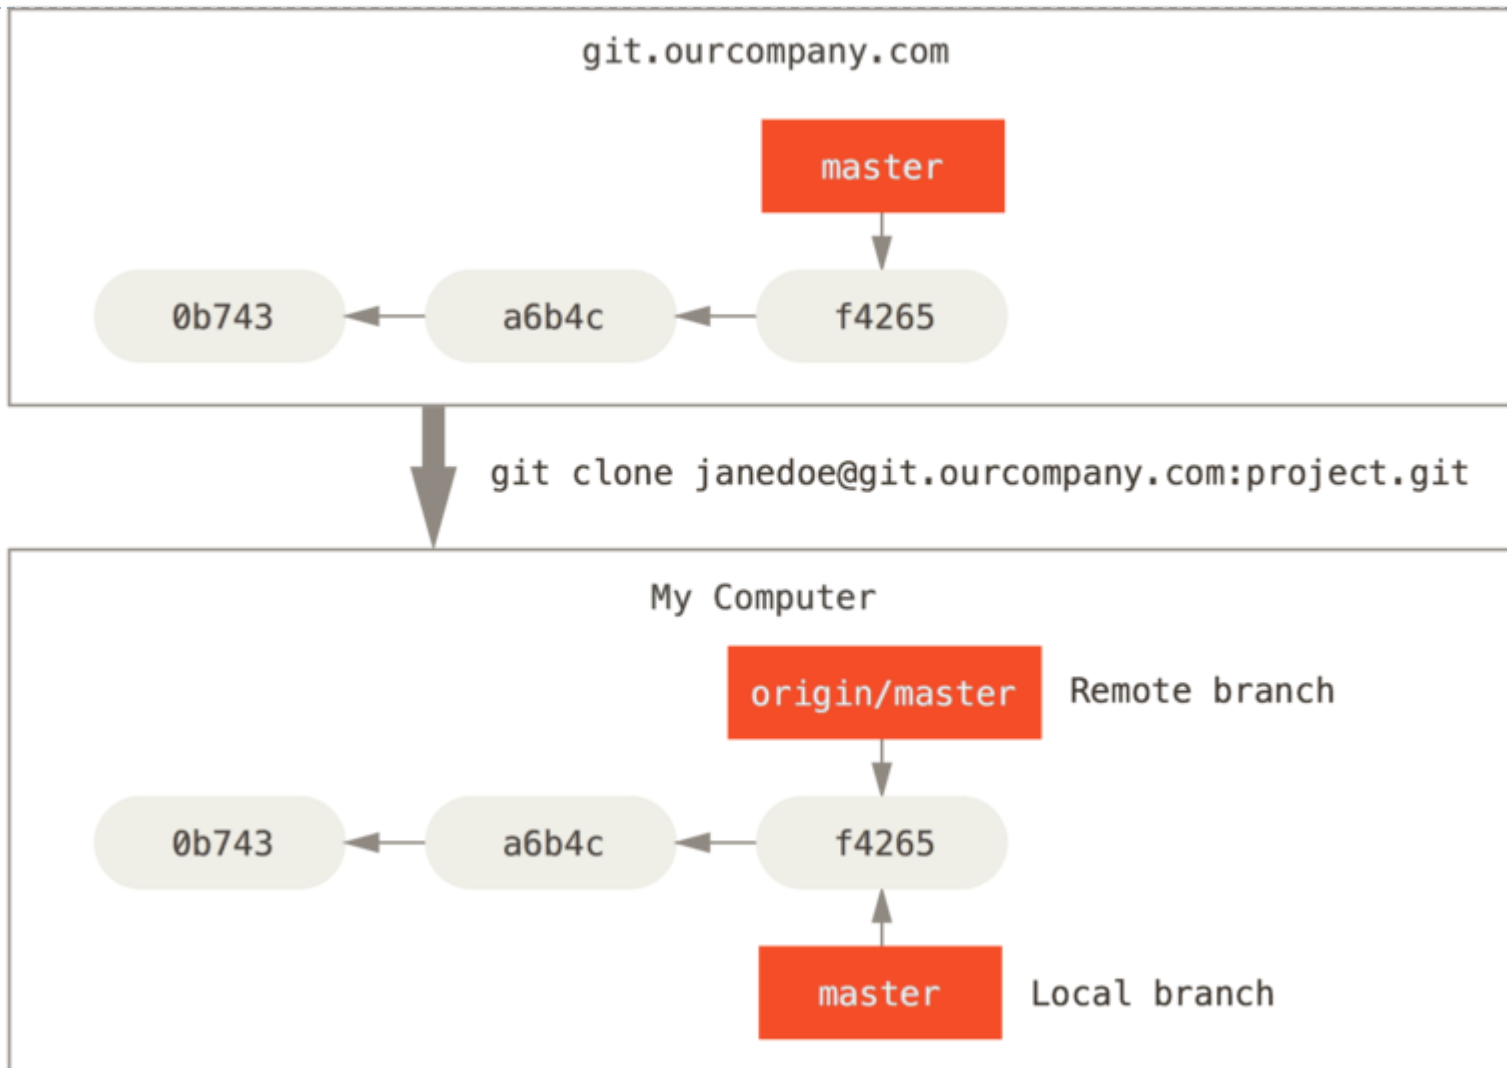 git.ourcompany.com
master
0b743 a6b4c f4265
git clone janedoe@git.ourcompany.com:project.git
My Computer
origin/master Remote branch
0b743 a6b4c f4265
master Local branch